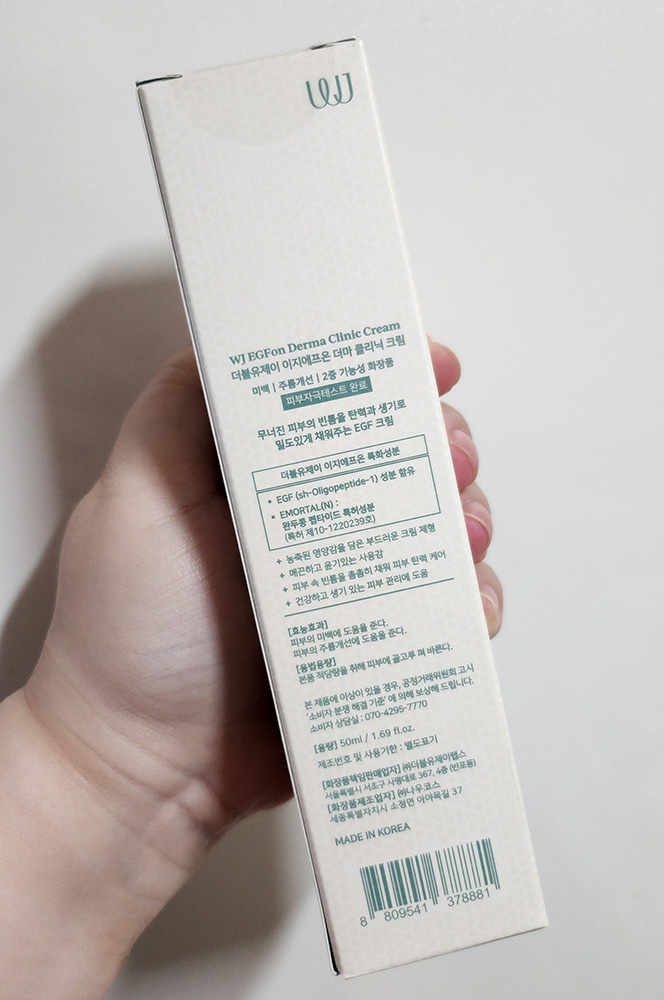 WJ
WJ EGFon Derma Clinic Cream
더블유제이 이지에프온 더마 클리닉 크림
미백 | 주름개선 | 2중 기능성 화장품
피부자극테스트 완료
무너진 피부의 빈틈을 탄력과 생기로
밀도있게 채워주는 EGF 크림
더블유제이 이지에프온 특화성분
• EGF (sh-Oligopeptide-1) 성분 함유
• EMORTAL(N) :
완두콩 펩타이드 특허성분
(특허 제10-1220239호)
+ 농축된 영양감을 담은 부드러운 크림 제형
+ 매끈하고 윤기있는 사용감
+ 피부 속 빈틈을 촘촘히 채워 피부 탄력 케어
+ 건강하고 생기 있는 피부 관리에 도움
[효능효과]
피부의 미백에 도움을 준다.
피부의 주름개선에 도움을 준다.
[용법용량]
본품 적당량을 취해 피부에 골고루 펴 바른다.
본 제품에 이상이 있을 경우, 공정거래위원회 고시
'소비자 분쟁 해결 기준' 에 의해 보상해 드립니다.
소비자 상담실 : 070-4295-7770
[용량] 50ml / 1.69 fl.oz.
제조번호 및 사용기한 : 별도표기
[화장품책임판매업자] ㈜더블유제이랩스
서울특별시 서초구 사평대로 367, 4층 (반포동)
[화장품제조업자] ㈜나우코스
세종특별자치시 소정면 아야목길 37
MADE IN KOREA
8 809541 378881